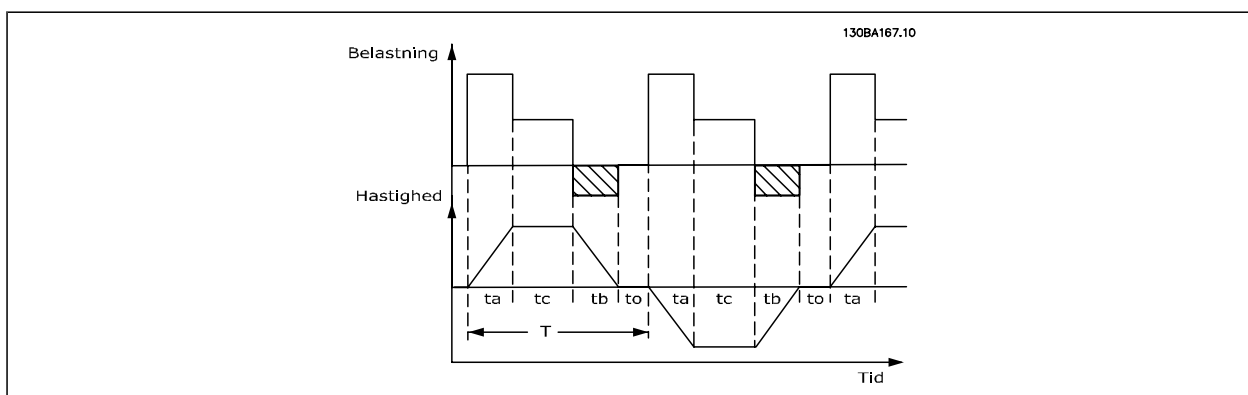 130BA167.10
Belastning
Hastighed
ta tc tb to ta tc tb to ta
T
Tid